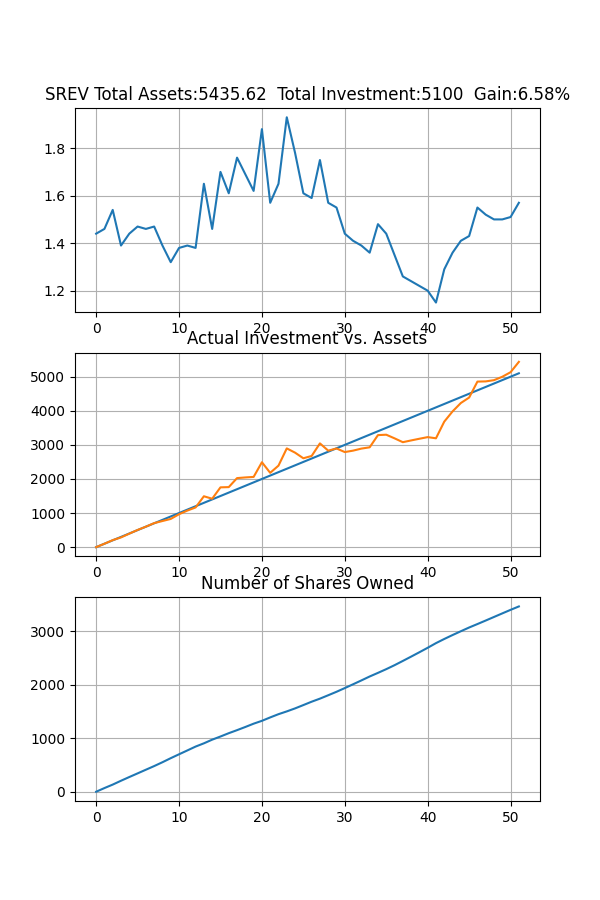 SREV Total Assets:5435.62  Total Investment:5100  Gain:6.58%
1.8
1.6
1.4
1.2
0 10 20 30 40 50
Actual Investment vs. Assets
5000
4000
3000
2000
1000
0
0 10 20 30 40 50
Number of Shares Owned
3000
2000
1000
0
0 10 20 30 40 50